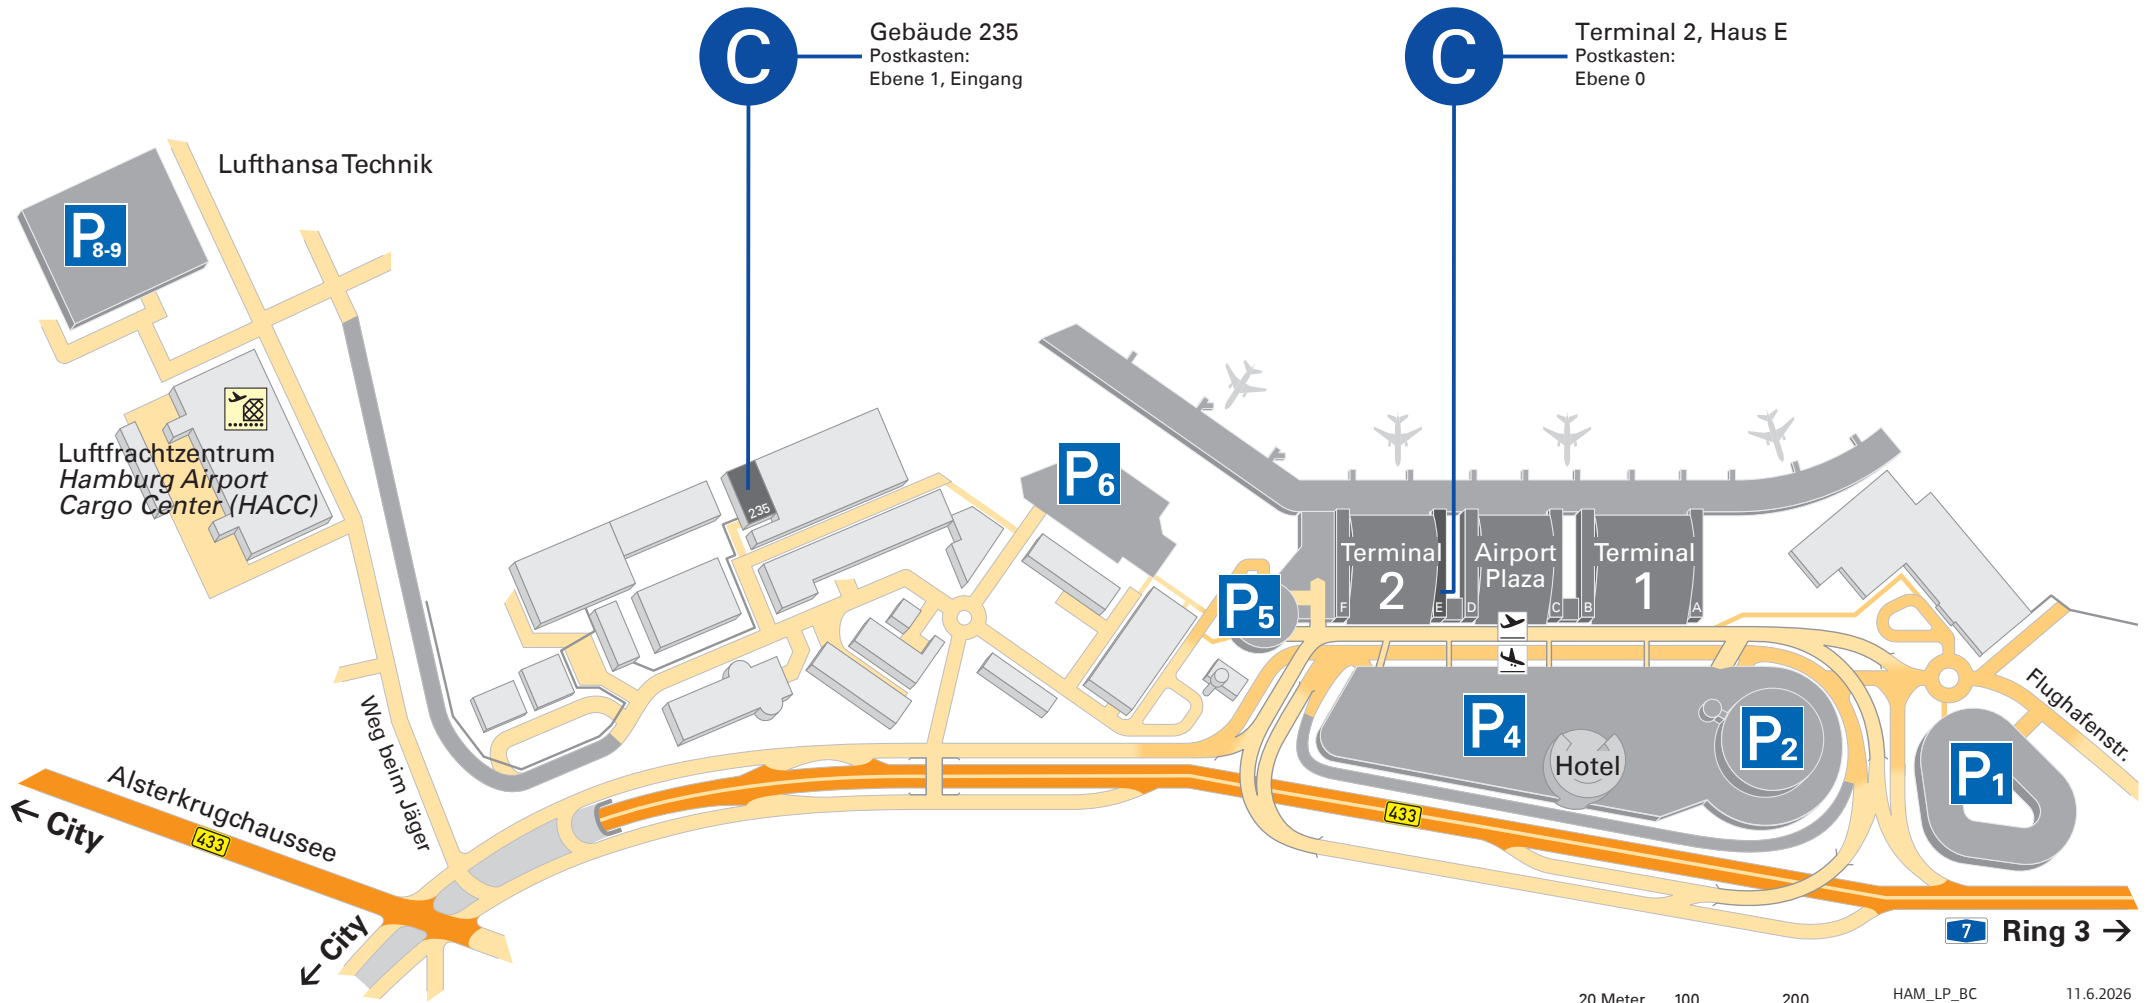 C
Gebäude 235
Postkasten:
Ebene 1, Eingang
C
Terminal 2, Haus E
Postkasten:
Ebene 0
Lufthansa Technik
P8-9
Luftfrachtzentrum
Hamburg Airport
Cargo Center (HACC)
235
P6
P5
Terminal
2
Airport
Plaza
Terminal
1
F
E
D
C
B
A
P4
Hotel
P2
P1
Flughafenstr.
Weg beim Jäger
Alsterkrugchaussee
433
← City
← City
433
7 Ring 3 →
20 Meter 100 200
HAM_LP_BC 11.6.2026